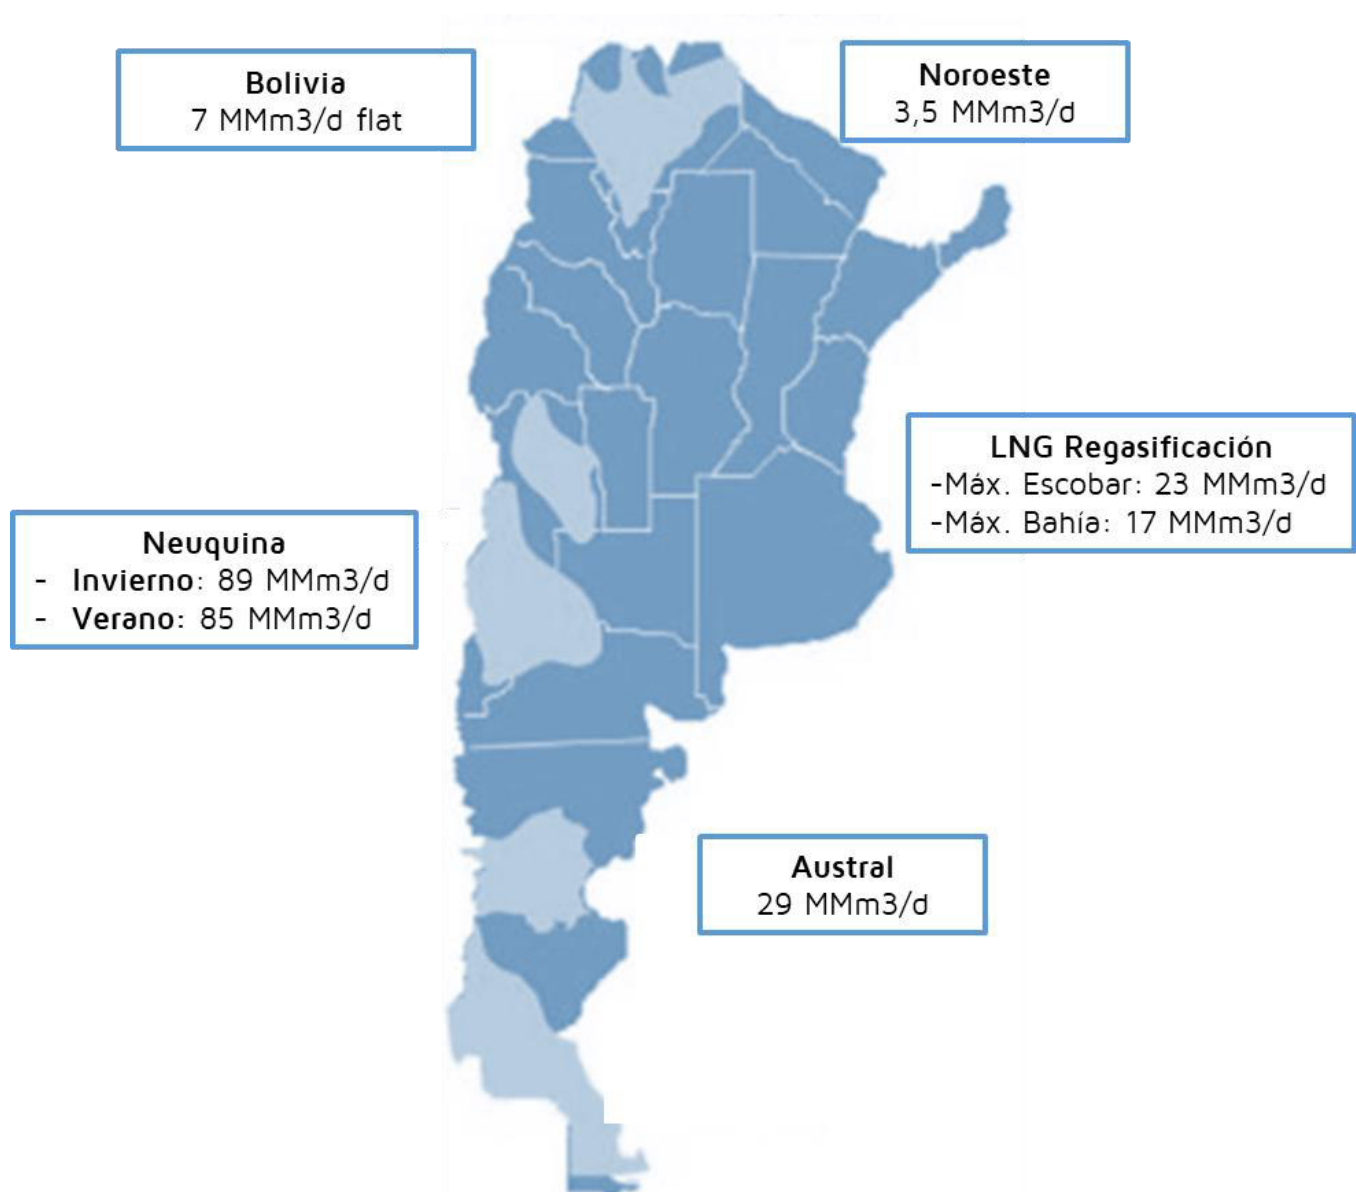 Bolivia
7 MMm3/d flat
Noroeste
3,5 MMm3/d
LNG Regasificación
-Máx. Escobar: 23 MMm3/d
-Máx. Bahía: 17 MMm3/d
Neuquina
- Invierno: 89 MMm3/d
- Verano: 85 MMm3/d
Austral
29 MMm3/d